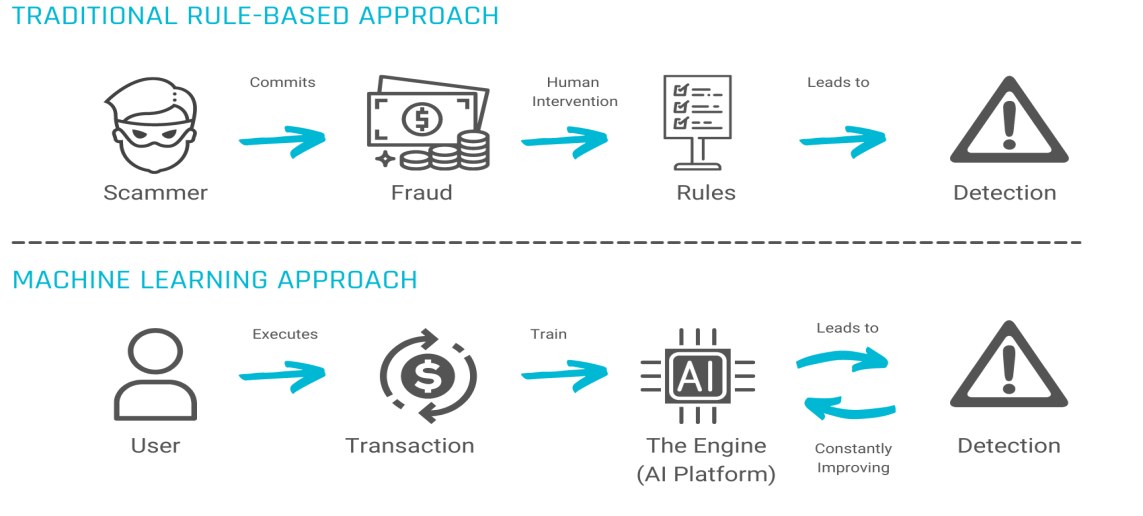 TRADITIONAL RULE-BASED APPROACH
Commits
Human
Intervention
Leads to
Scammer
Fraud
Rules
Detection
MACHINE LEARNING APPROACH
Executes
Train
Leads to
AI
User
Transaction
The Engine
(AI Platform)
Constantly
Improving
Detection